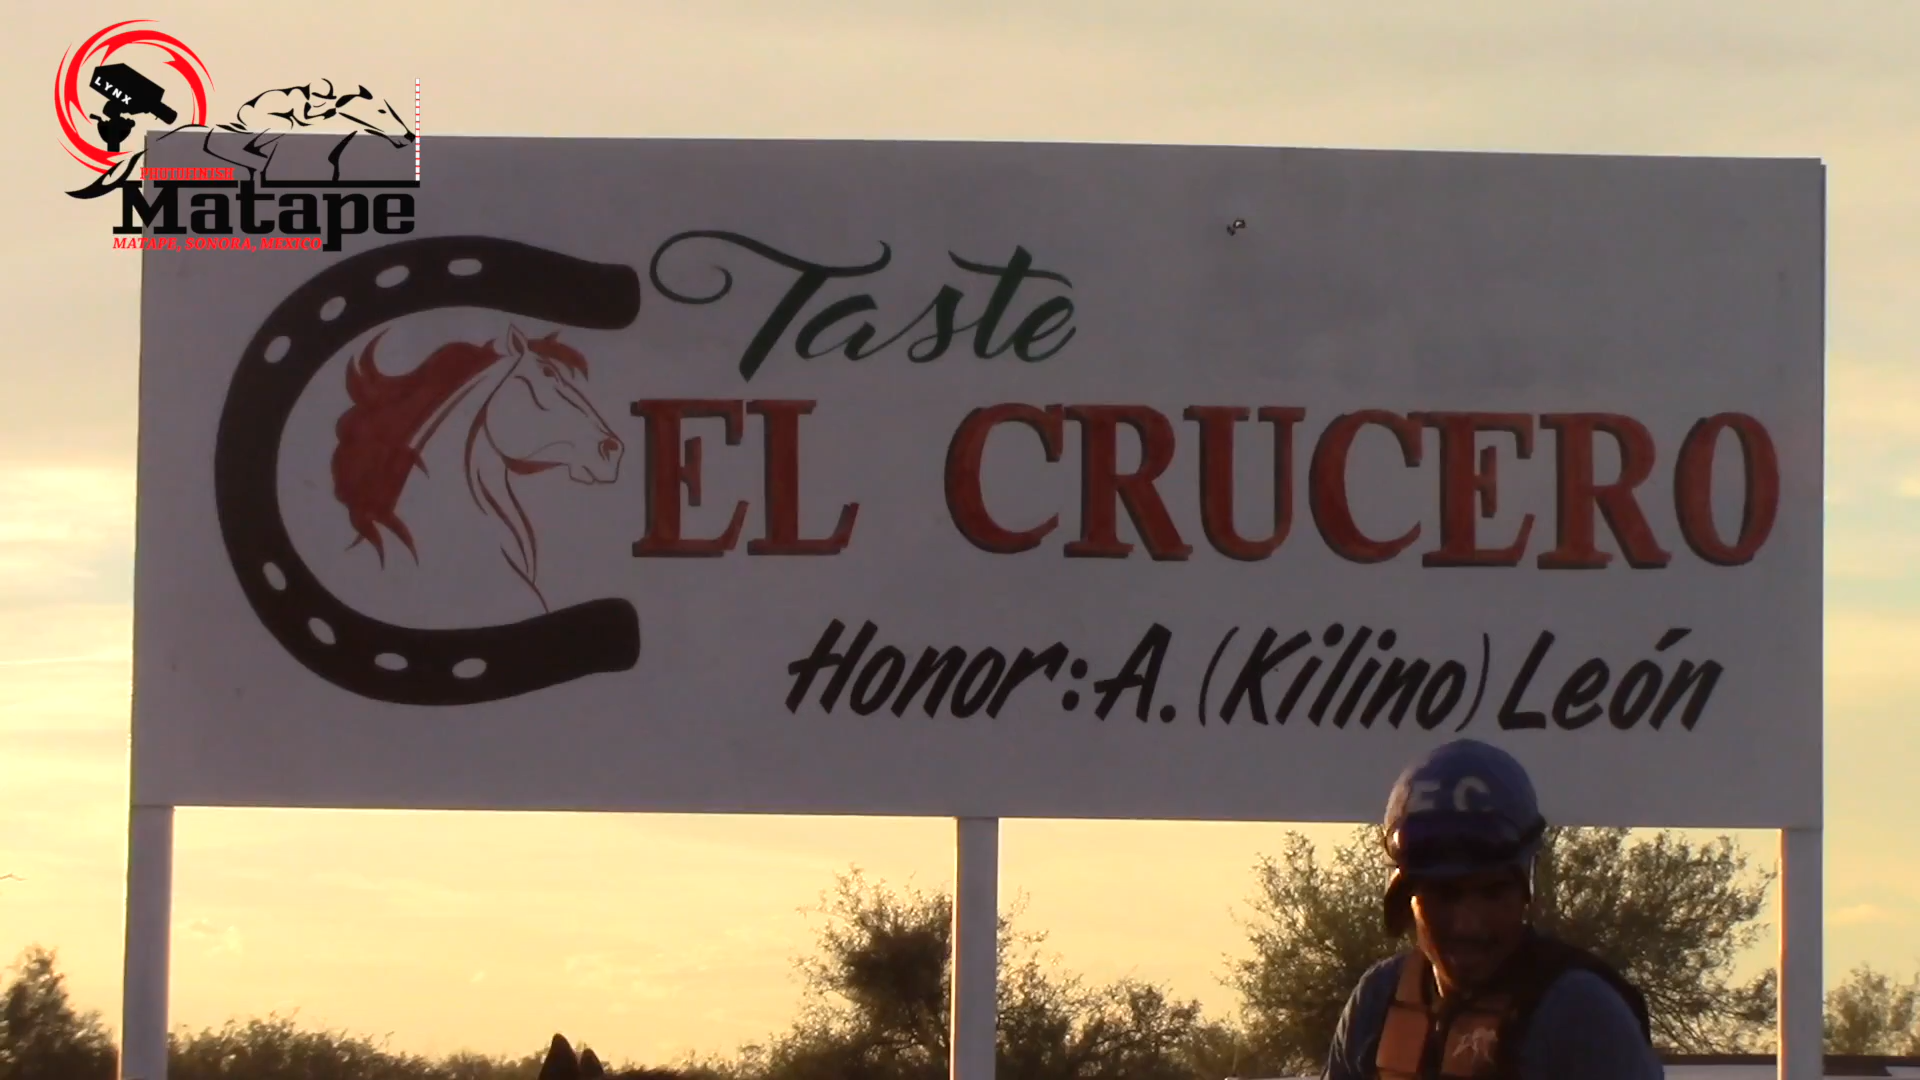 LYNX
PHOTOFINISH
Matape
MATAPE, SONORA, MEXICO
Taste
EL CRUCERO
Honor: A. (Kilino) León
F C